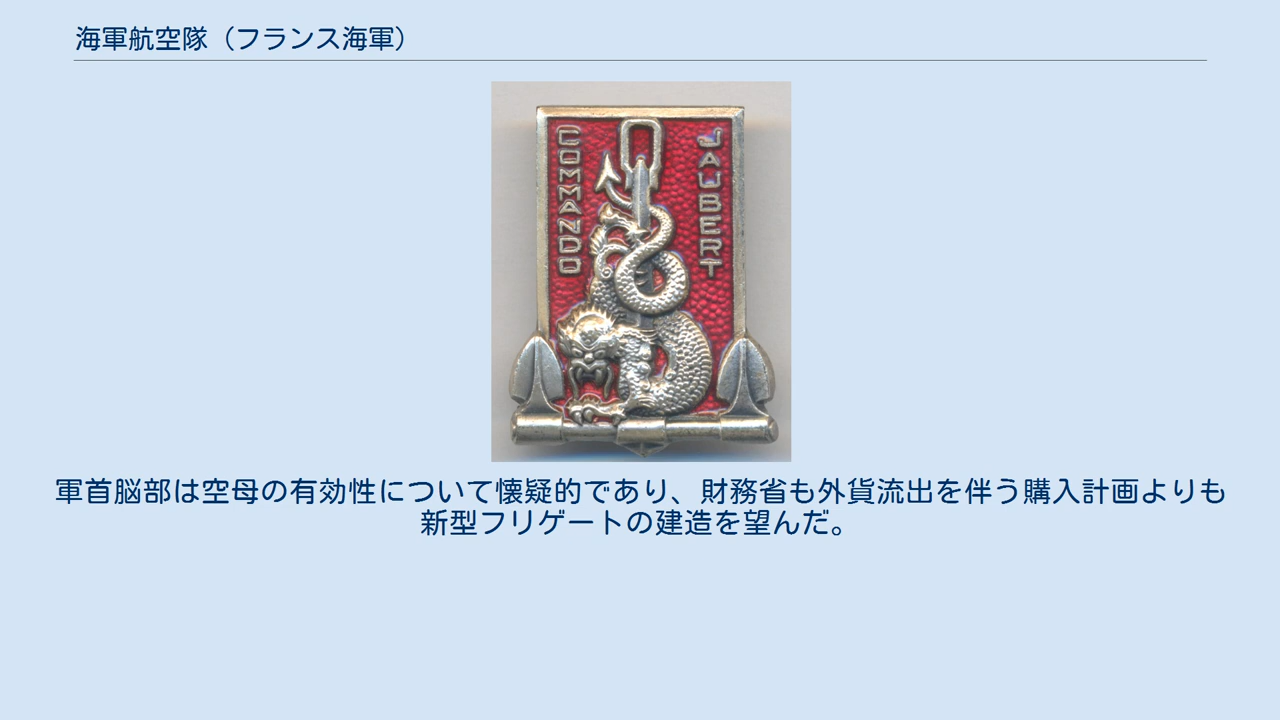 海軍航空隊（フランス海軍）
COMMANDO
JAUBERT
軍首脳部は空母の有効性について懐疑的であり、財務省も外貨流出を伴う購入計画よりも
新型フリゲートの建造を望んだ。